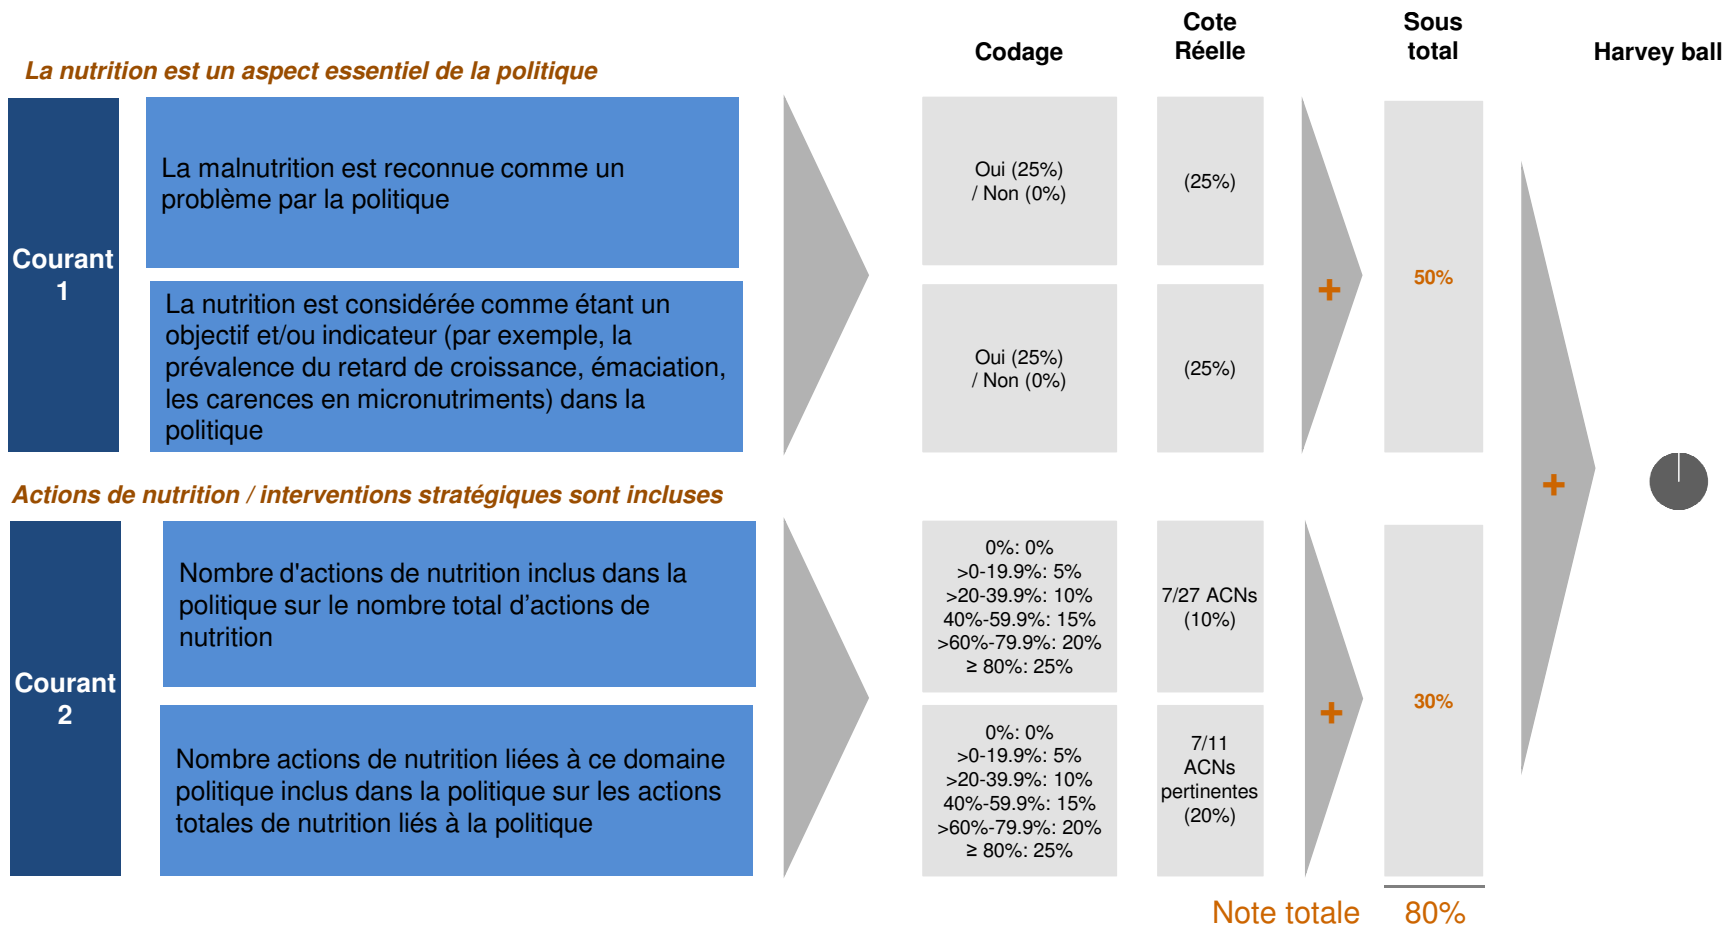 Codage
Cote
Réelle
Sous
total
Harvey ball
La nutrition est un aspect essentiel de la politique
Courant
1
La malnutrition est reconnue comme un
problème par la politique
Oui (25%)
/ Non (0%)
(25%)
La nutrition est considérée comme étant un
objectif et/ou indicateur (par exemple, la
prévalence du retard de croissance, émaciation,
les carences en micronutriments) dans la
politique
Oui (25%)
/ Non (0%)
(25%)
+
50%
+
Actions de nutrition / interventions stratégiques sont incluses
Courant
2
Nombre d'actions de nutrition inclus dans la
politique sur le nombre total d’actions de
nutrition
0%: 0%
>0-19.9%: 5%
>20-39.9%: 10%
40%-59.9%: 15%
>60%-79.9%: 20%
≥ 80%: 25%
7/27 ACNs
(10%)
Nombre actions de nutrition liées à ce domaine
politique inclus dans la politique sur les actions
totales de nutrition liés à la politique
0%: 0%
>0-19.9%: 5%
>20-39.9%: 10%
40%-59.9%: 15%
>60%-79.9%: 20%
≥ 80%: 25%
7/11
ACNs
pertinentes
(20%)
+
30%
Note totale 80%